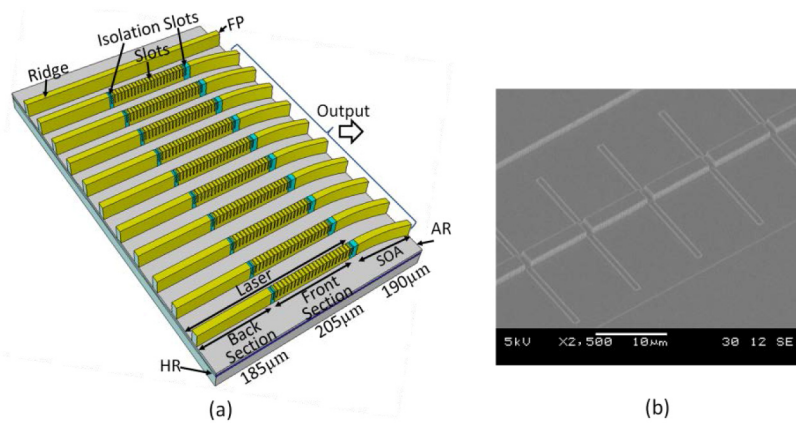 Isolation Slots
FP
Slots
Ridge
Output
AR
SOA
Laser
Front
Section
190µm
Back
Section
205µm
HR
185µm
(a)
5kV X2,500 10µm 30 12 SE
(b)